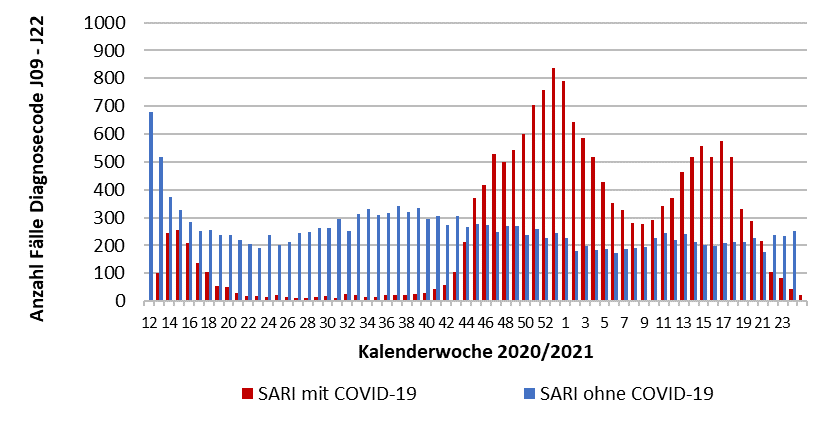 Anzahl Fälle Diagnosecode J09 - J22
1000
900
800
700
600
500
400
300
200
100
0
12 14 16 18 20 22 24 26 28 30 32 34 36 38 40 42 44 46 48 50 52 1 3 5 7 9 11 13 15 17 19 21 23
Kalenderwoche 2020/2021
SARI mit COVID-19 SARI ohne COVID-19